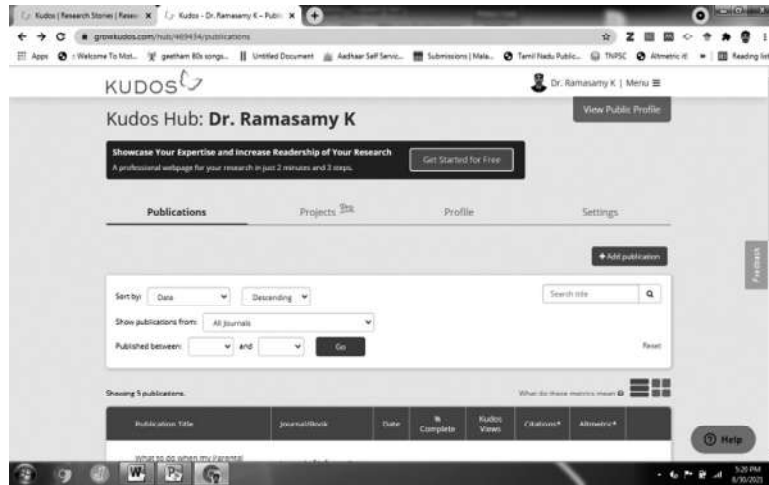 Kudos | Research Stories | Resea
Kudos - Dr. Ramasamy K – Public
growkudos.com/hub/469434/publications
Apps
: Welcome To Mat...
geetham 80s songs...
Untitled Document
Aadhaar Self Servic...
Submissions | Mala...
Tamil Nadu Public...
TNPSC
Altmetric it!
Reading list
KUDOS
Dr. Ramasamy K | Menu
Kudos Hub: Dr. Ramasamy K
View Public Profile
Showcase Your Expertise and Increase Readership of Your Research
A professional webpage for your research in just 2 minutes and 3 steps.
Get Started for Free
Publications
Projects
Profile
Settings
Feedback
+ Add publication
Sort by: Date Descending
Search title
Show publications from: All Journals
Published between: and Go
Reset
Showing 5 publications.
What do these metrics mean
Publication Title
Journal/Book
Date
% Complete
Kudos Views
Citations*
Altmetric*
What to do when my Parental
Help
5:20 PM
8/30/2021